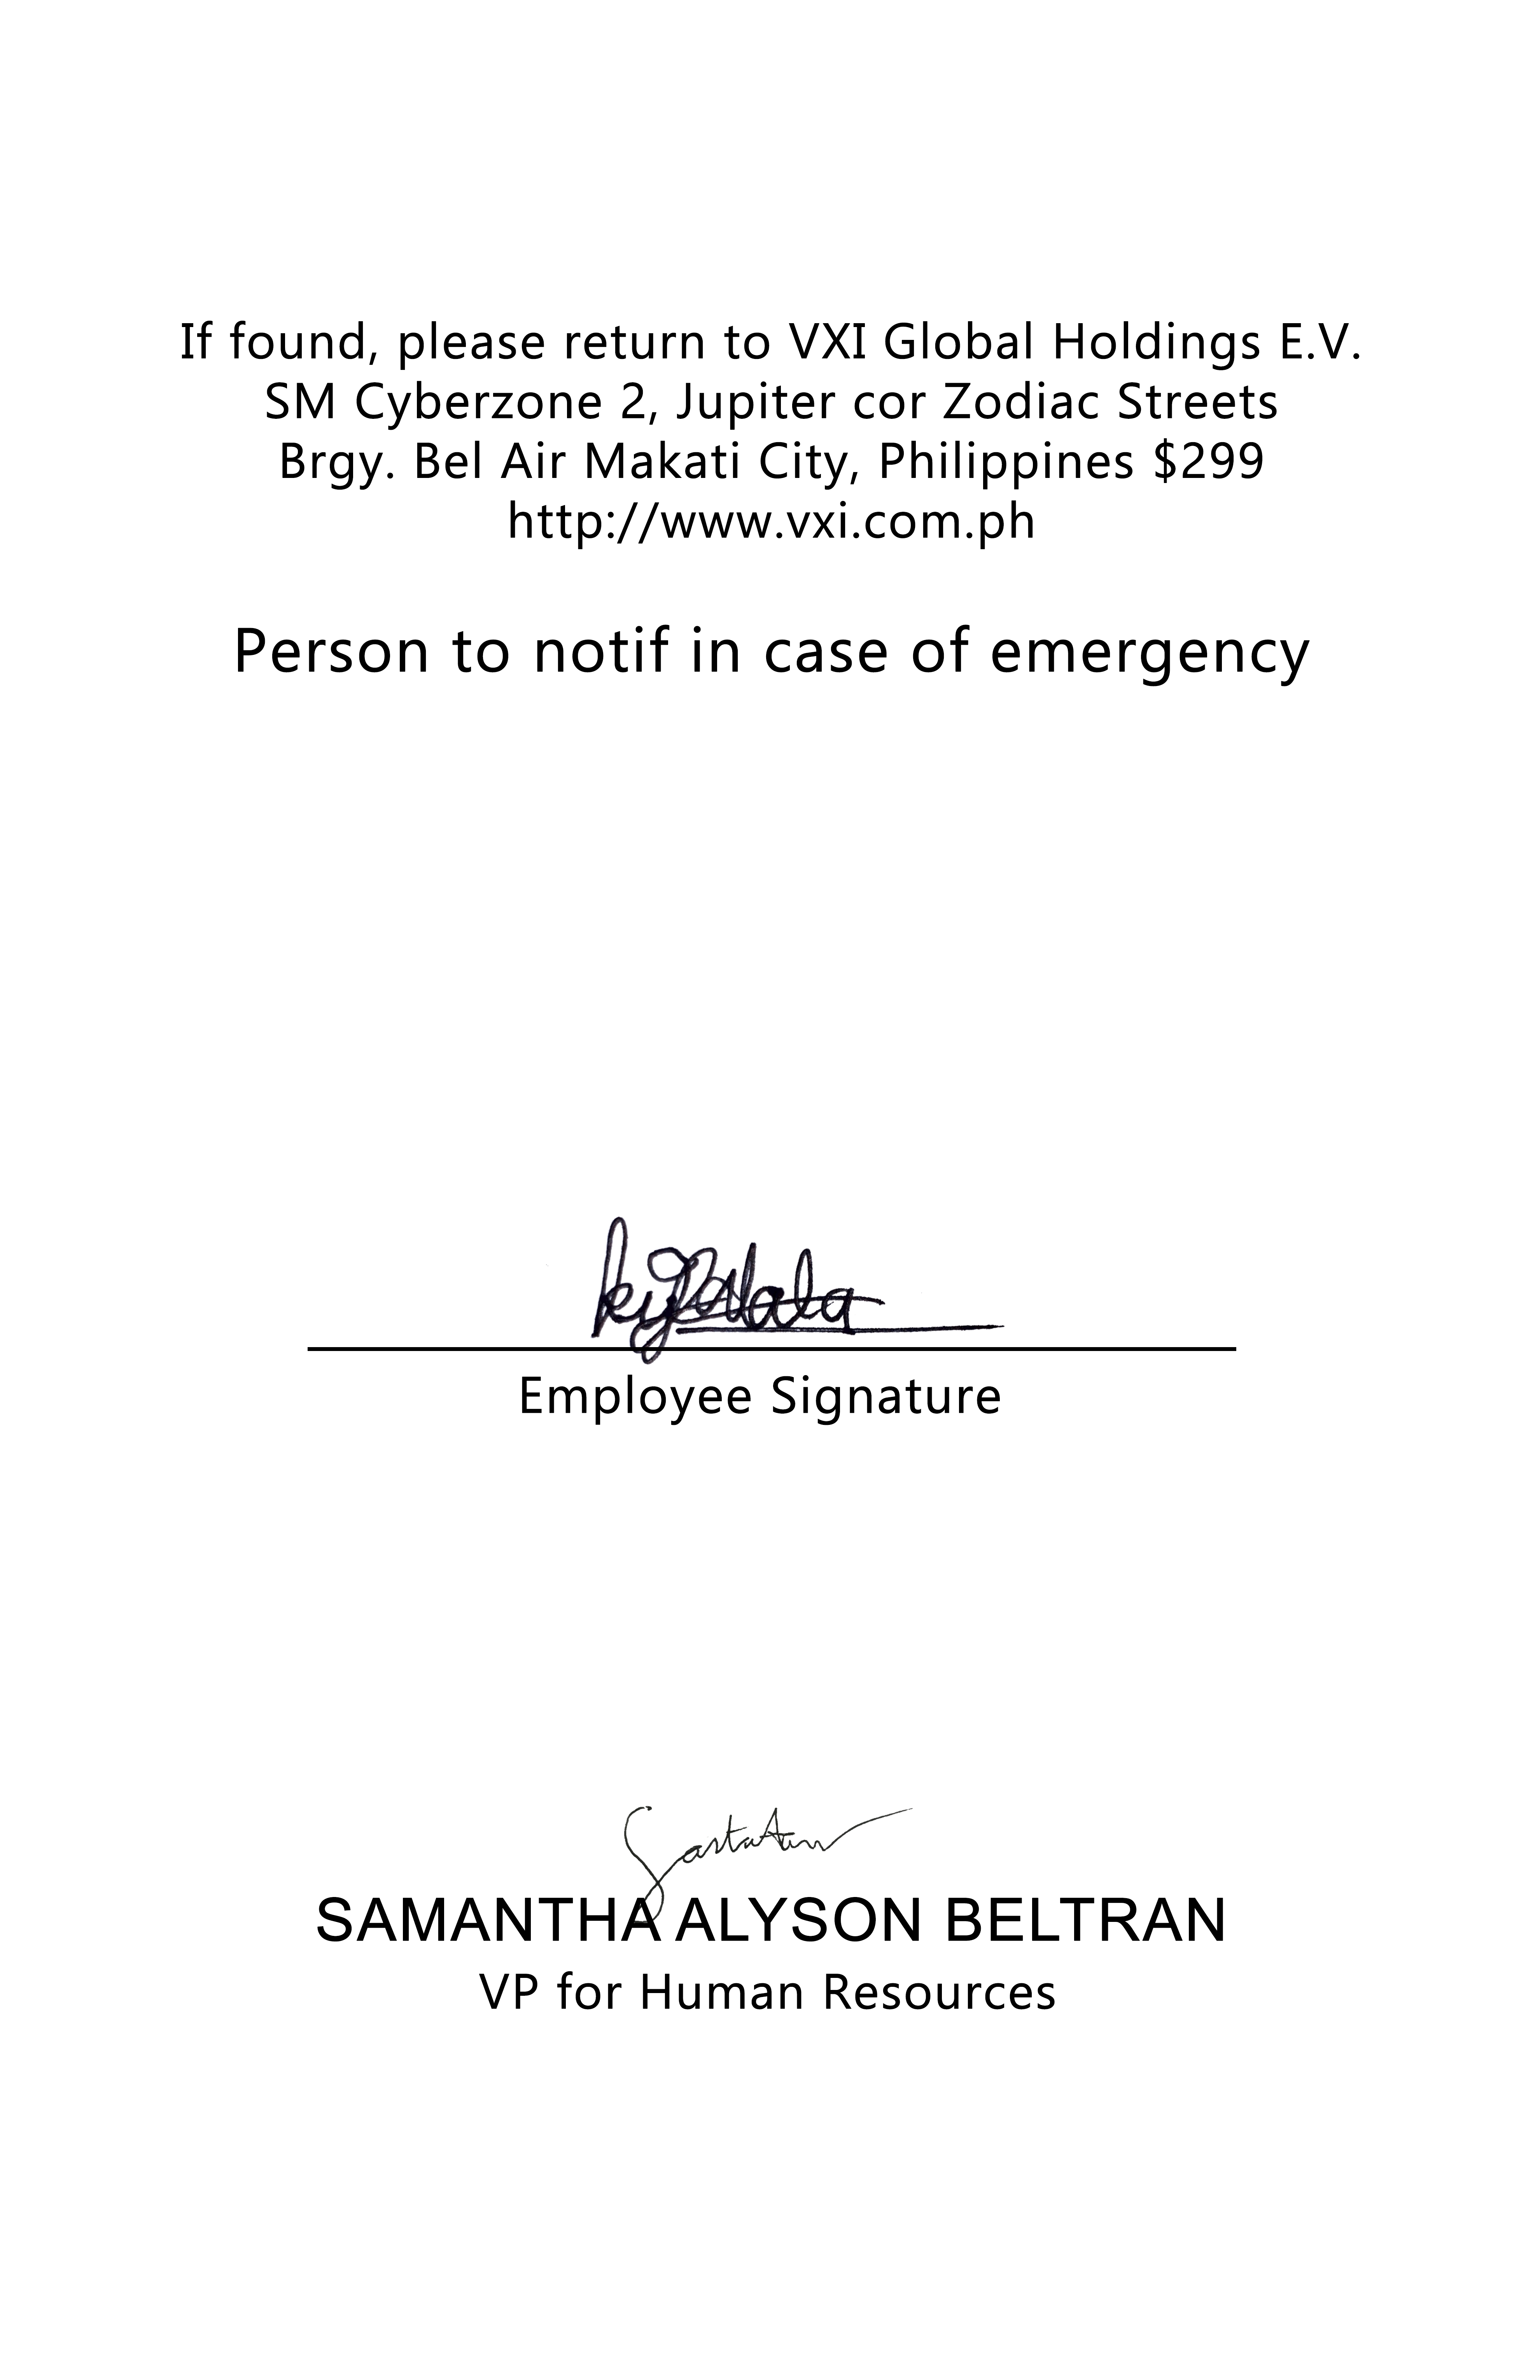 If found, please return to VXI Global Holdings E.V.
SM Cyberzone 2, Jupiter cor Zodiac Streets
Brgy. Bel Air Makati City, Philippines $299
http://www.vxi.com.ph
Person to notif in case of emergency
Employee Signature
SAMANTHA ALYSON BELTRAN
VP for Human Resources